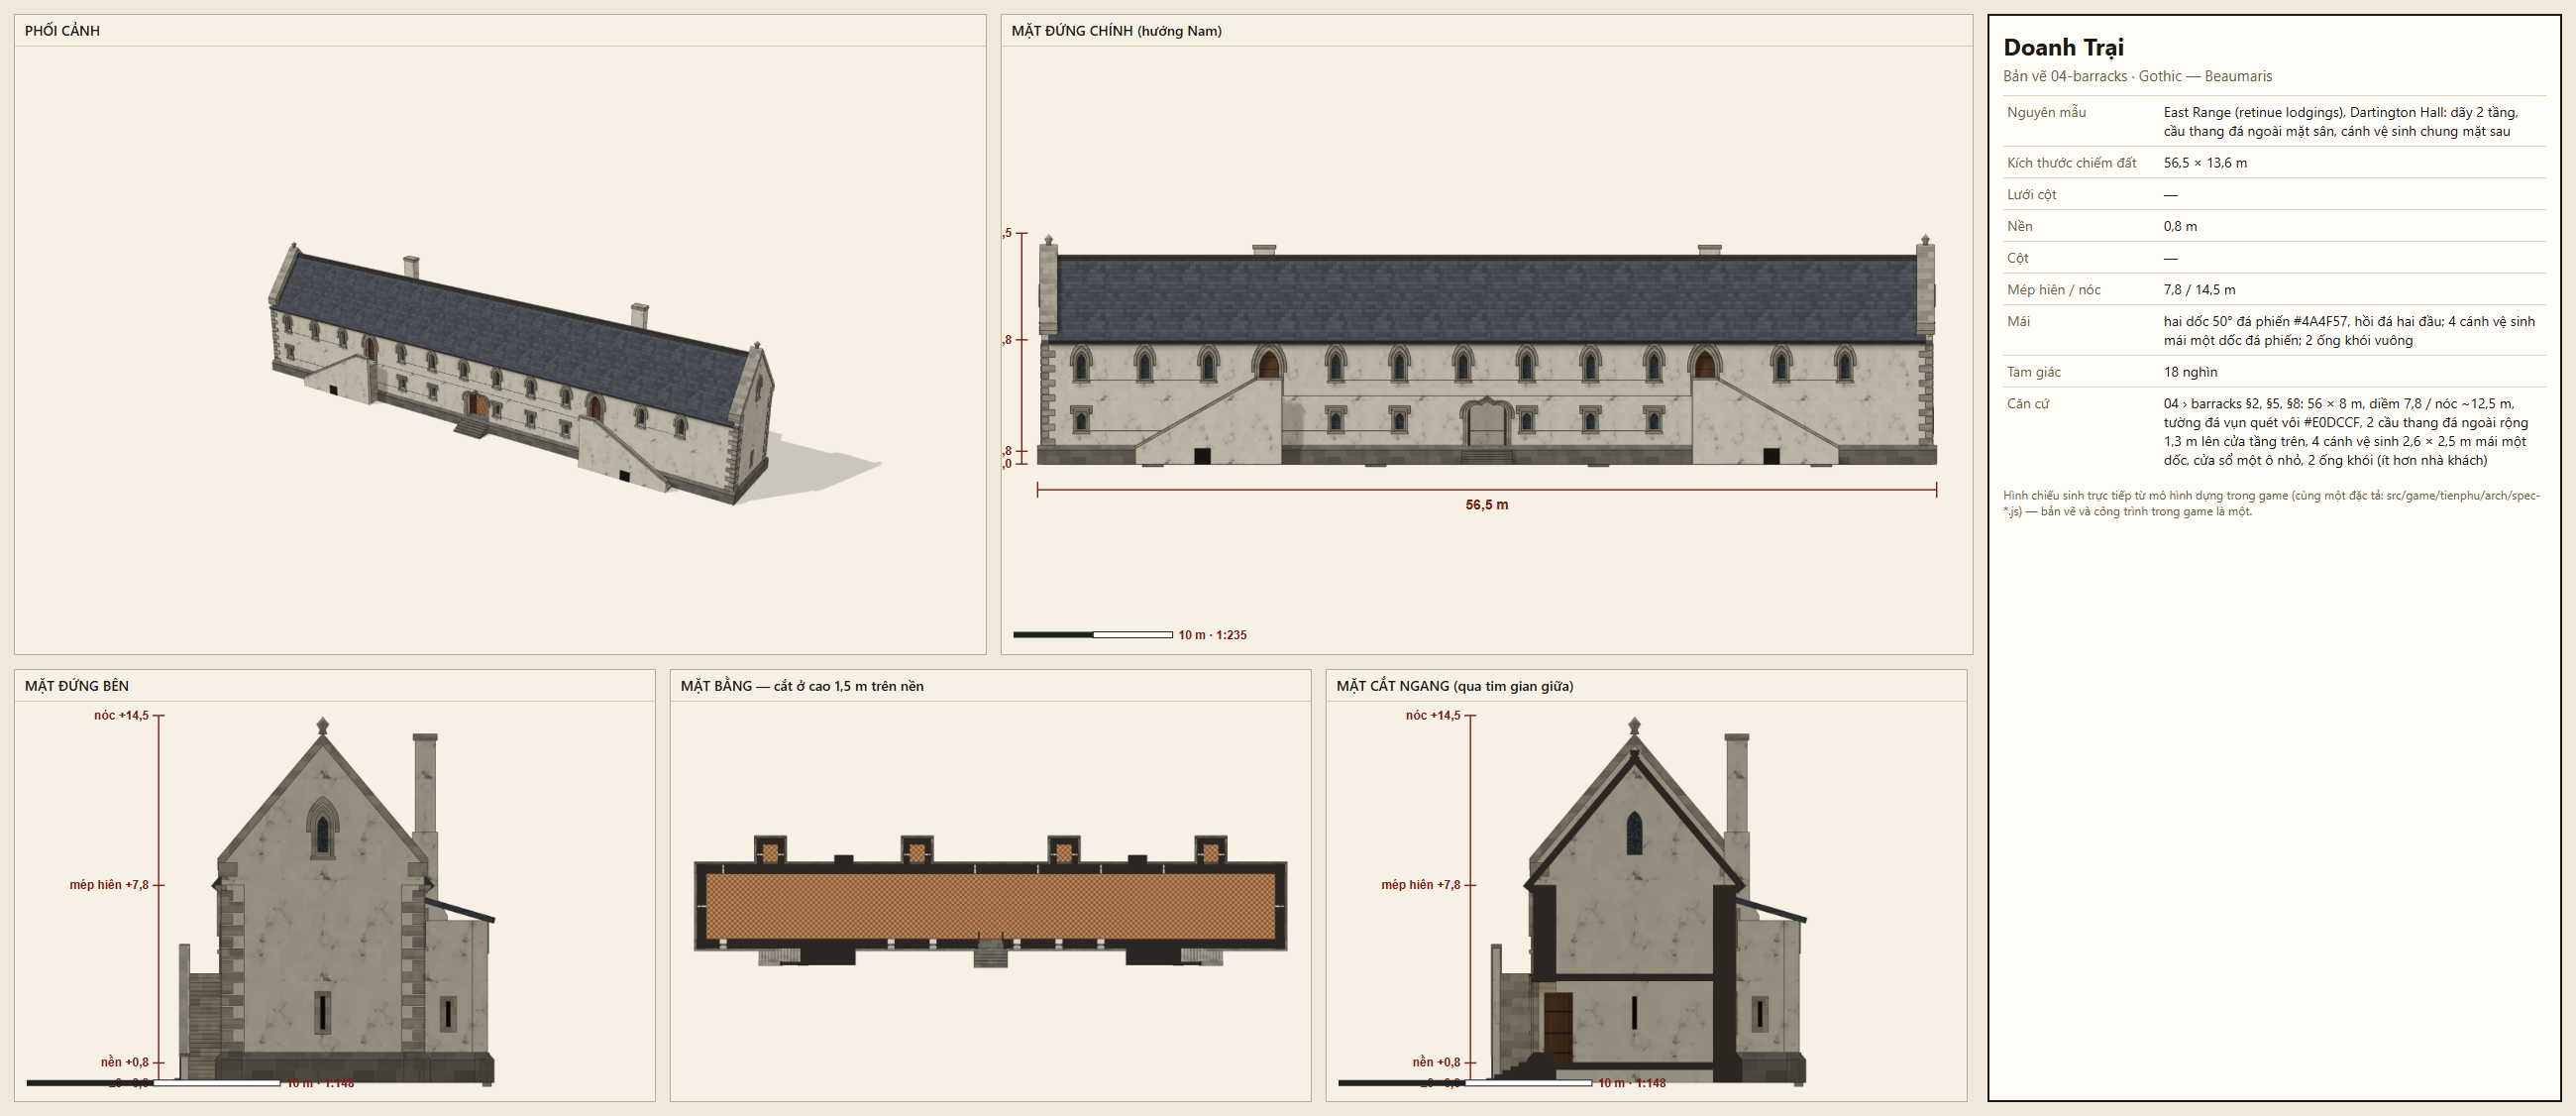 PHỐI CẢNH
MẶT ĐỨNG CHÍNH (hướng Nam)
,5
,8
,8
,0
56,5 m
10 m · 1:235
MẶT ĐỨNG BÊN
nóc +14,5
mép hiên +7,8
nền +0,8
10 m · 1:148
MẶT BẰNG — cắt ở cao 1,5 m trên nền
MẶT CẮT NGANG (qua tim gian giữa)
nóc +14,5
mép hiên +7,8
nền +0,8
10 m · 1:148
Doanh Trại
Bản vẽ 04-barracks · Gothic — Beaumaris
Nguyên mẫu East Range (retinue lodgings), Dartington Hall: dãy 2 tầng,
cầu thang đá ngoài mặt sân, cánh vệ sinh chung mặt sau
Kích thước chiếm đất 56,5 × 13,6 m
Lưới cột —
Nền 0,8 m
Cột —
Mép hiên / nóc 7,8 / 14,5 m
Mái hai dốc 50° đá phiến #4A4F57, hồi đá hai đầu; 4 cánh vệ sinh
mái một dốc đá phiến; 2 ống khói vuông
Tam giác 18 nghìn
Căn cứ 04 › barracks §2, §5, §8: 56 × 8 m, diềm 7,8 / nóc ~12,5 m,
tường đá vụn quét vôi #E0DCCF, 2 cầu thang đá ngoài rộng
1,3 m lên cửa tầng trên, 4 cánh vệ sinh 2,6 × 2,5 m mái một
dốc, cửa sổ một ô nhỏ, 2 ống khói (ít hơn nhà khách)
Hình chiếu sinh trực tiếp từ mô hình dựng trong game (cùng một đặc tả: src/game/tienphu/arch/spec-
*.js) — bản vẽ và công trình trong game là một.